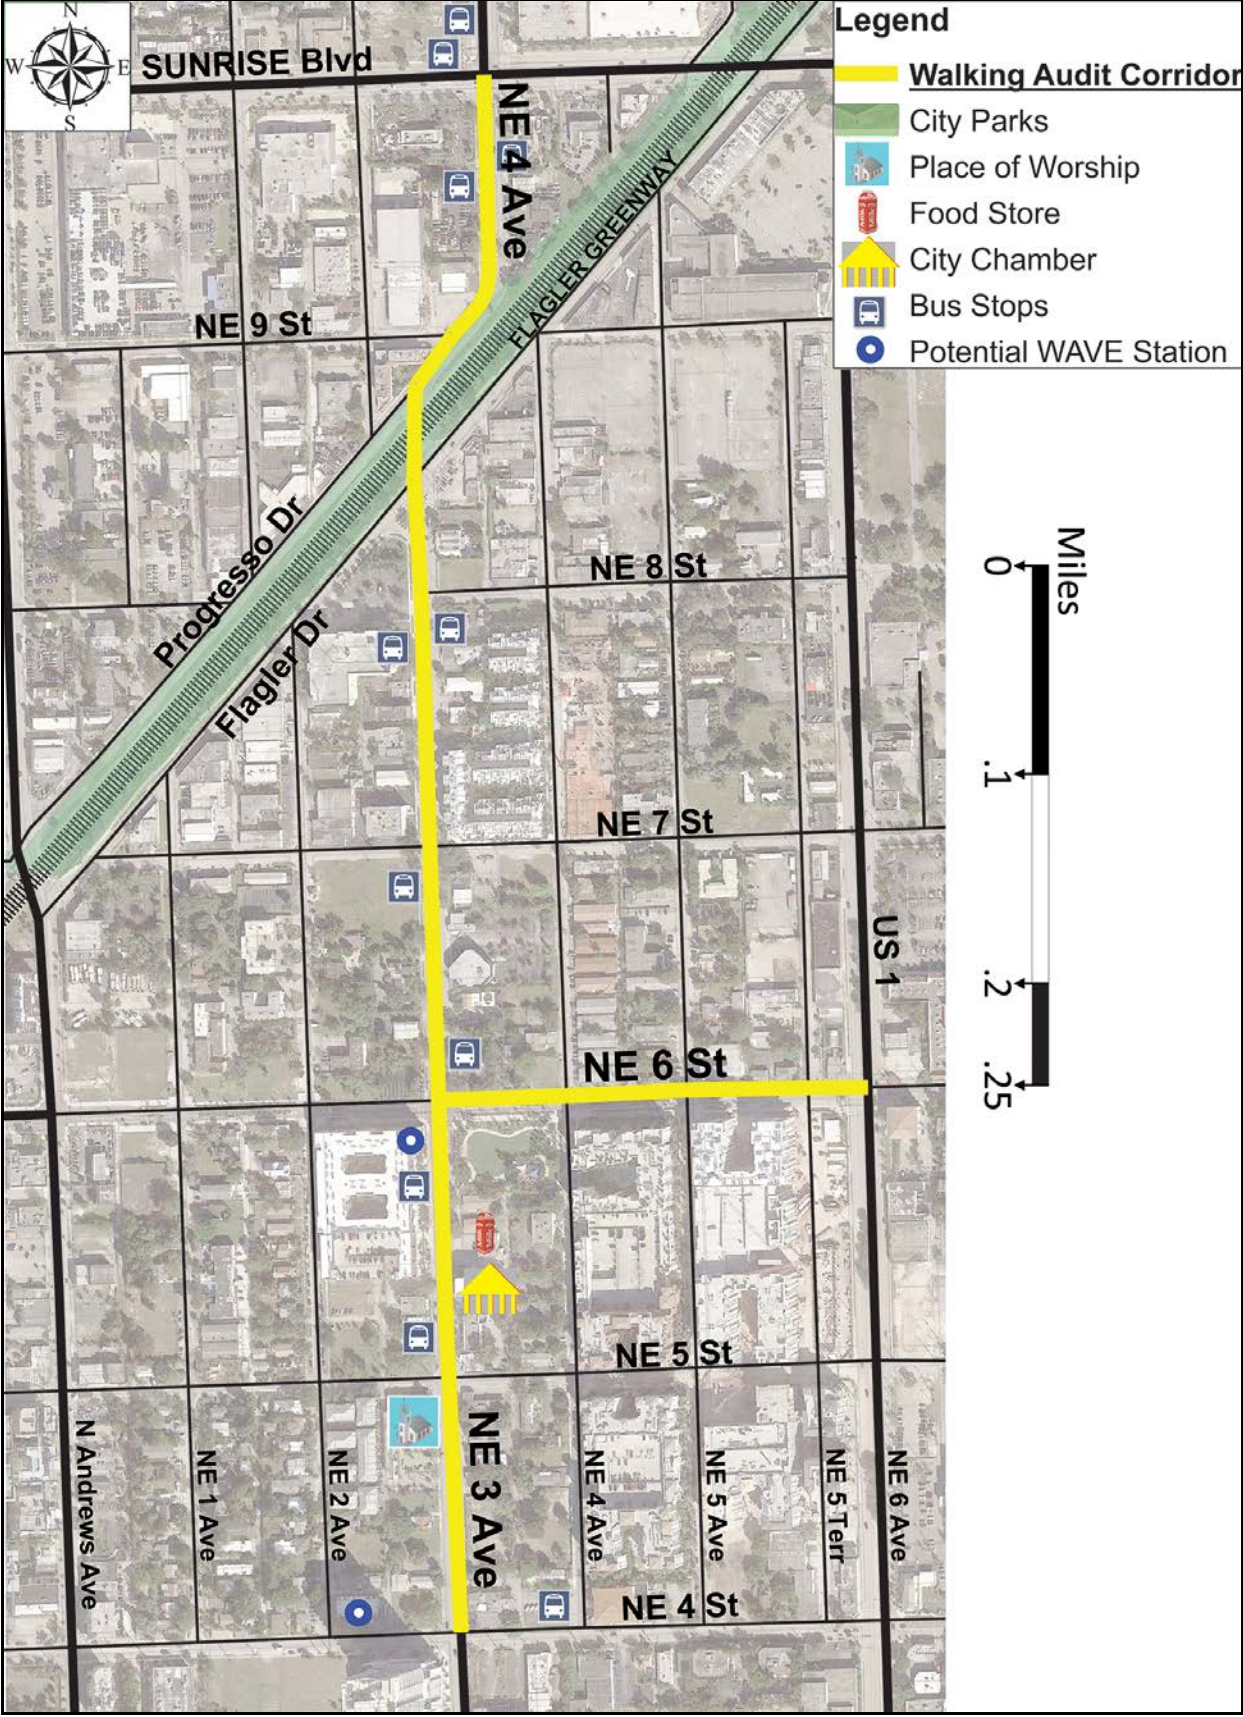 N
W E
S
SUNRISE Blvd
NE 4 Ave
Legend
Walking Audit Corridor
City Parks
Place of Worship
Food Store
City Chamber
Bus Stops
Potential WAVE Station
FLAGLER GREENWAY
NE 9 St
Progresso Dr
Flagler Dr
NE 8 St
Miles
0
.1
.2
.25
NE 7 St
US 1
NE 6 St
NE 5 St
N Andrews Ave
NE 1 Ave
NE 2 Ave
NE 3 Ave
NE 4 Ave
NE 5 Ave
NE 5 Terr
NE 6 Ave
NE 4 St